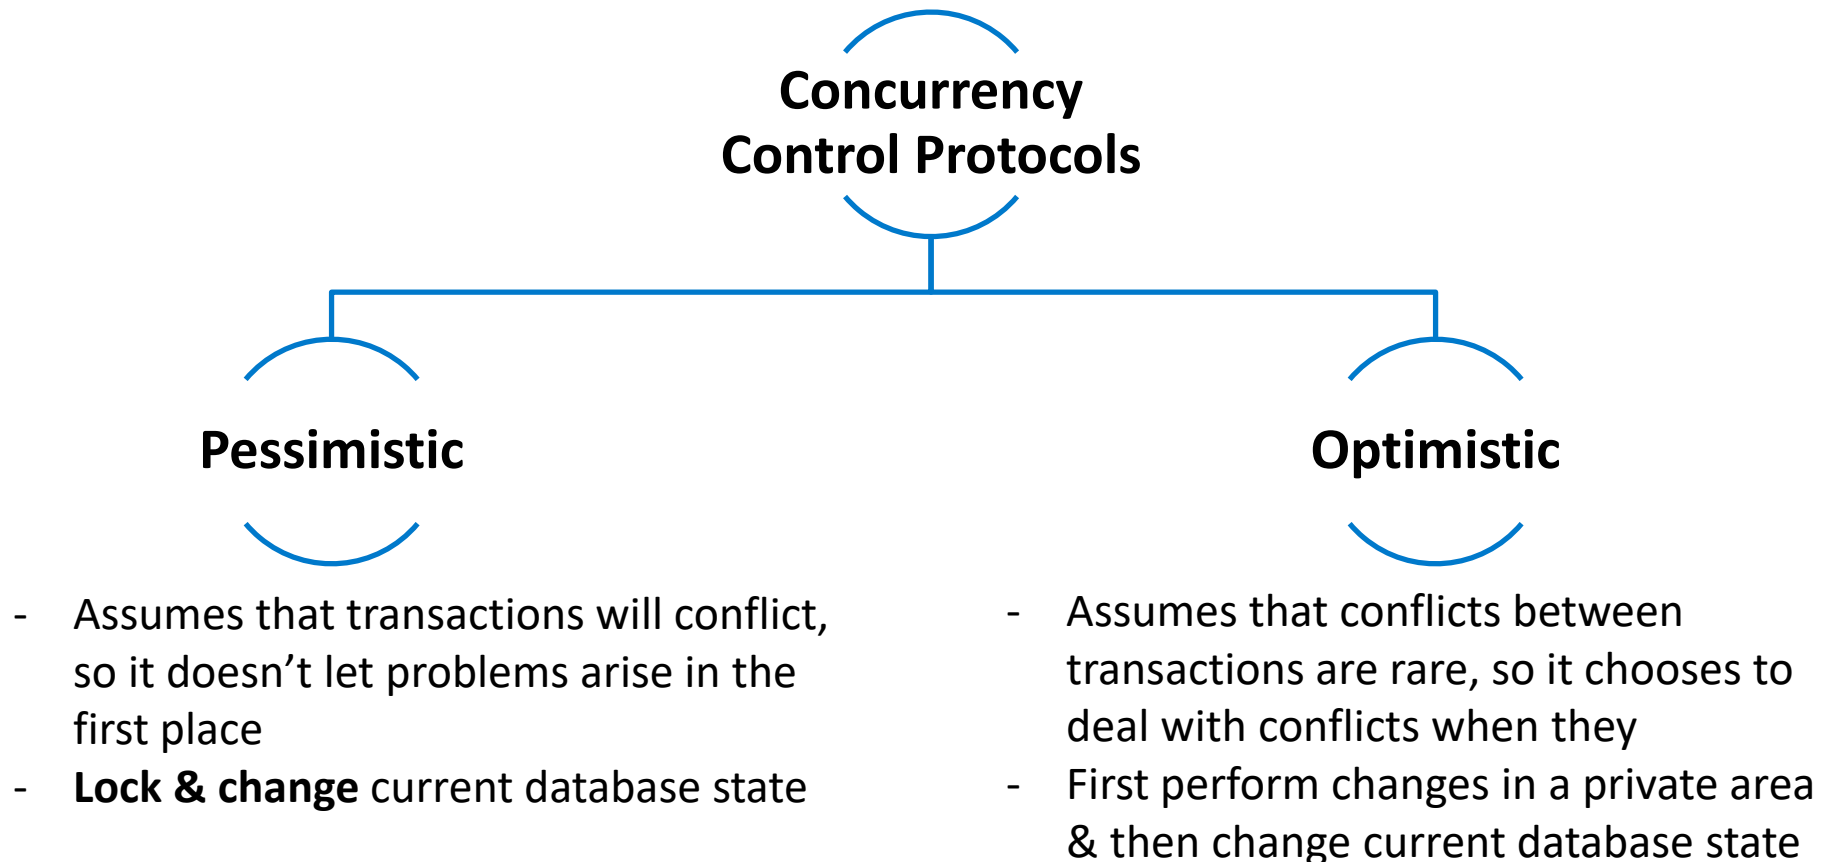 Concurrency
Control Protocols
Pessimistic
- Assumes that transactions will conflict,
so it doesn’t let problems arise in the
first place
- Lock & change current database state
Optimistic
- Assumes that conflicts between
transactions are rare, so it chooses to
deal with conflicts when they
- First perform changes in a private area
& then change current database state